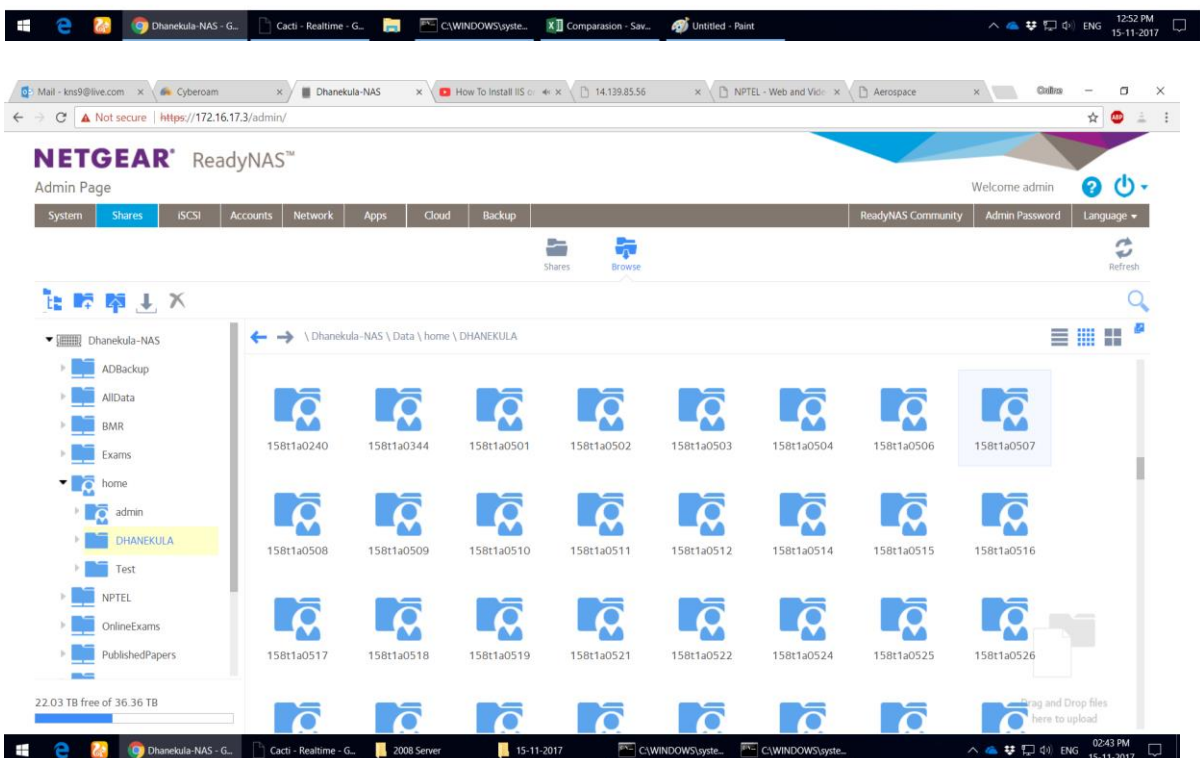 Dhanekula-NAS - G... Cacti - Realtime - G... C:\WINDOWS\syste... Comparasion - Sav... Untitled - Paint ENG 12:52 PM
15-11-2017
Mail - kns9@live.com Cyberoam Dhanekula-NAS How To Install IIS 14.139.85.56 NPTEL - Web and Vide Aerospace
Not secure https://172.16.17.3/admin/
NETGEAR® ReadyNAS™
Admin Page Welcome admin
System Shares iSCSI Accounts Network Apps Cloud Backup ReadyNAS Community Admin Password Language
Shares Browse Refresh
Dhanekula-NAS
ADBackup
AllData
BMR
Exams
home
admin
DHANEKULA
Test
NPTEL
OnlineExams
PublishedPapers
22.03 TB free of 36.36 TB
\ Dhanekula-NAS \ Data \ home \ DHANEKULA
158t1a0240 158t1a0344 158t1a0501 158t1a0502 158t1a0503 158t1a0504 158t1a0506 158t1a0507
158t1a0508 158t1a0509 158t1a0510 158t1a0511 158t1a0512 158t1a0514 158t1a0515 158t1a0516
158t1a0517 158t1a0518 158t1a0519 158t1a0521 158t1a0522 158t1a0524 158t1a0525 158t1a0526
Drag and Drop files
here to upload
Dhanekula-NAS - G... Cacti - Realtime - G... 2008 Server 15-11-2017 C:\WINDOWS\syste... C:\WINDOWS\syste... ENG 02:43 PM
15-11-2017